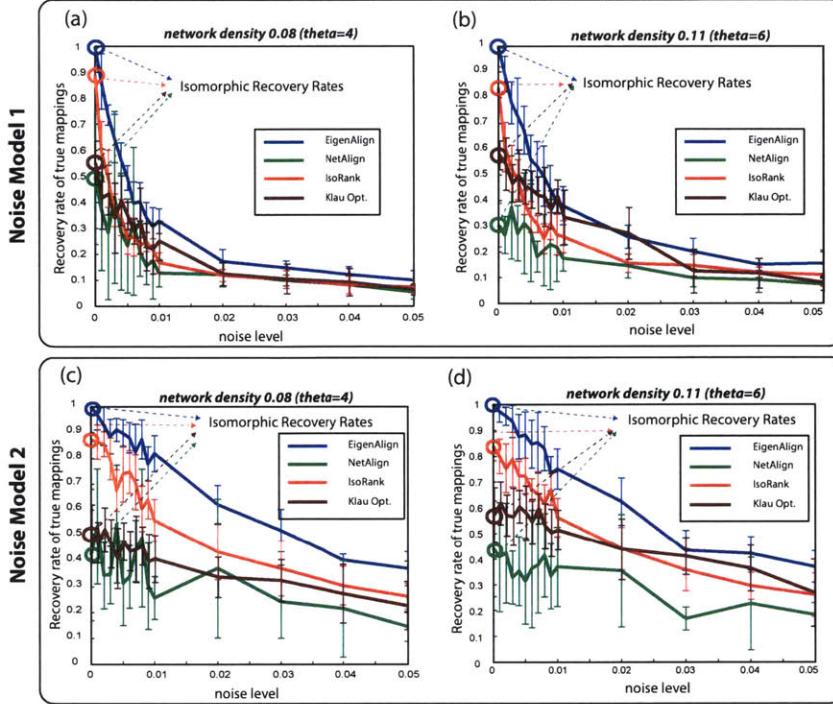 Noise Model 1
(a)
network density 0.08 (theta=4)
Recovery rate of true mappings
1
0.9
0.8
0.7
0.6
0.5
0.4
0.3
0.2
0.1
0
Isomorphic Recovery Rates
EigenAlign
NetAlign
IsoRank
Klau Opt.
0
0.01
0.02
0.03
0.04
0.05
noise level
(b)
network density 0.11 (theta=6)
Recovery rate of true mappings
1
0.9
0.8
0.7
0.6
0.5
0.4
0.3
0.2
0.1
0
Isomorphic Recovery Rates
EigenAlign
NetAlign
IsoRank
Klau Opt.
0
0.01
0.02
0.03
0.04
0.05
noise level
Noise Model 2
(c)
network density 0.08 (theta=4)
Recovery rate of true mappings
1
0.9
0.8
0.7
0.6
0.5
0.4
0.3
0.2
0.1
0
Isomorphic Recovery Rates
EigenAlign
NetAlign
IsoRank
Klau Opt.
0
0.01
0.02
0.03
0.04
0.05
noise level
(d)
network density 0.11 (theta=6)
Recovery rate of true mappings
1
0.9
0.8
0.7
0.6
0.5
0.4
0.3
0.2
0.1
0
Isomorphic Recovery Rates
EigenAlign
NetAlign
IsoRank
Klau Opt.
0
0.01
0.02
0.03
0.04
0.05
noise level